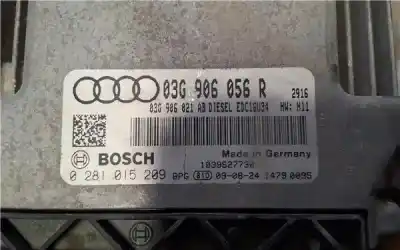 03G 906 056 R 2916
03G 906 021 AB DIESEL EDC16U34 HW: H11
Made in Germany
BOSCH
1039S27730
0 281 015 209 BPG 810 09-08-24 1479 0095